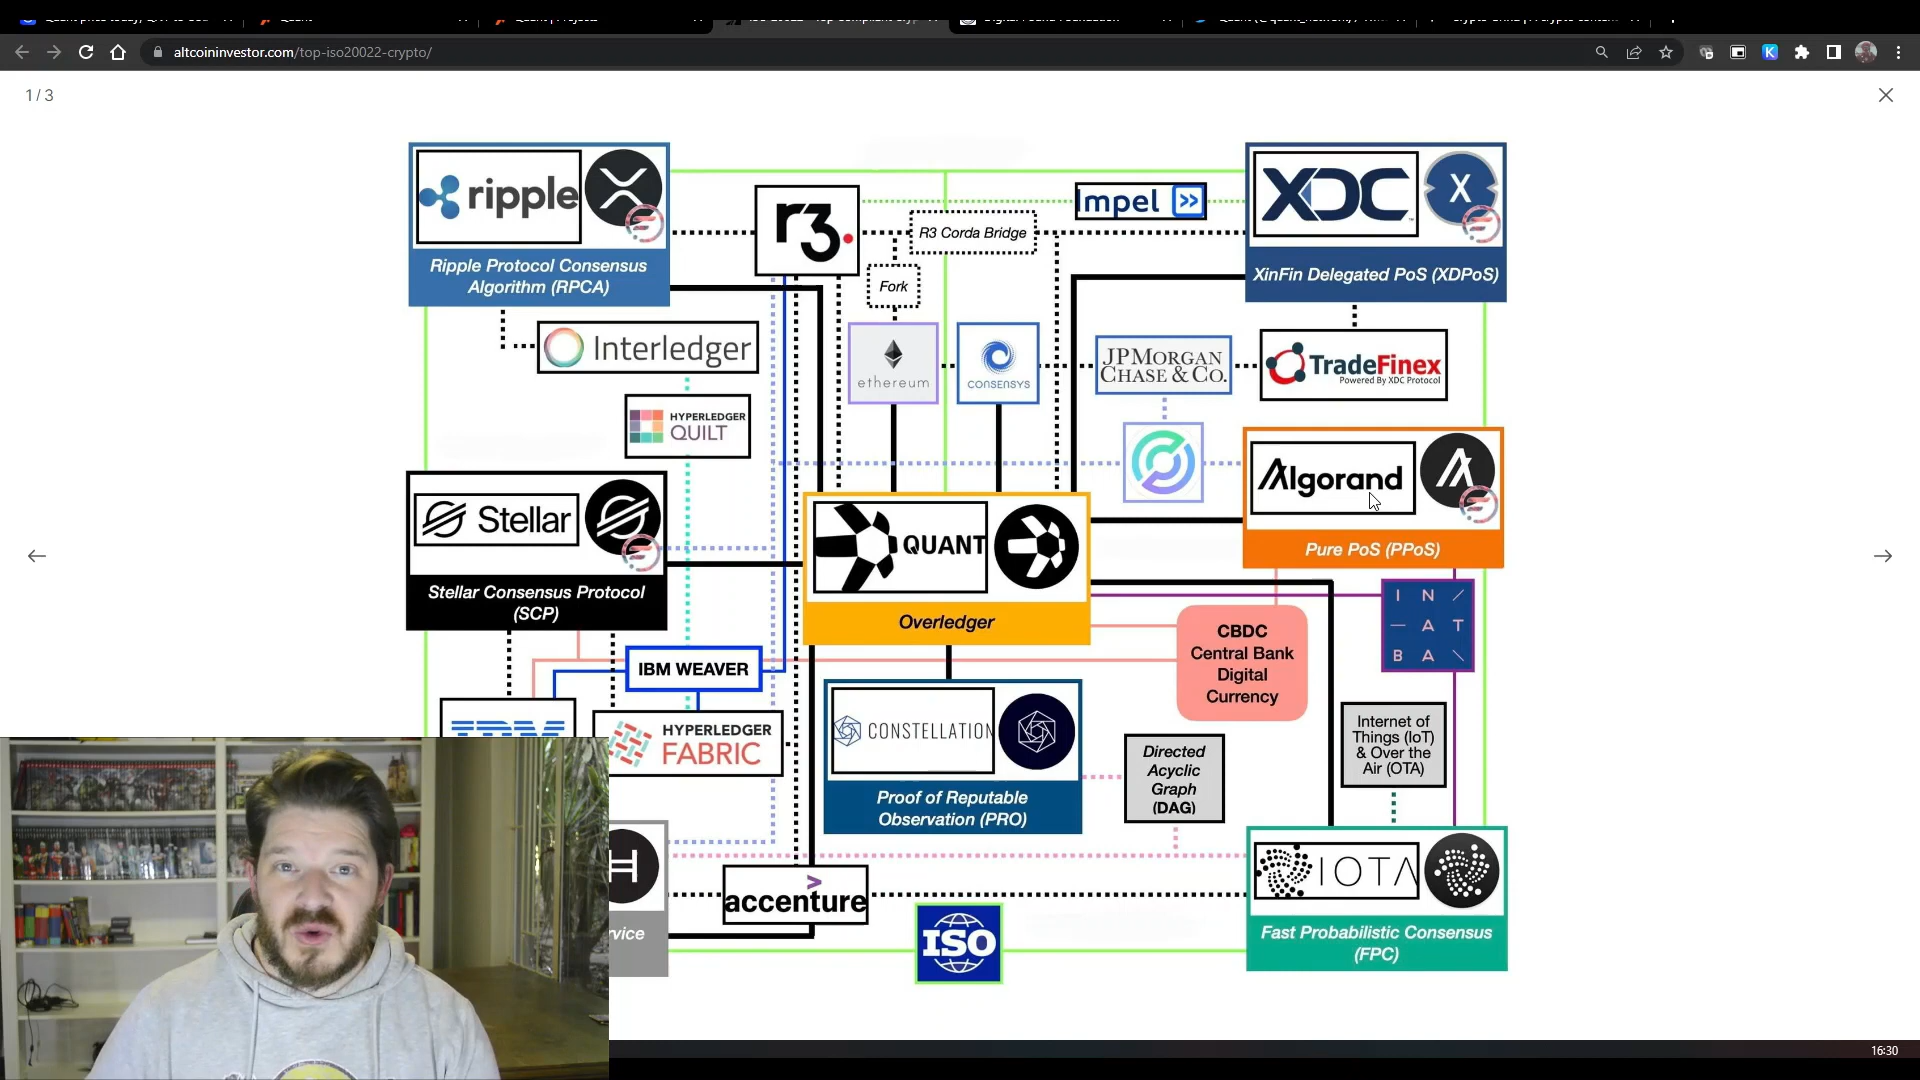 altcoininvestor.com/top-iso20022-crypto/
K
1 / 3
ripple
Ripple Protocol Consensus
Algorithm (RPCA)
r3.
R3 Corda Bridge
Fork
Impel
XDC
X
XinFin Delegated PoS (XDPoS)
Interledger
HYPERLEDGER
QUILT
ethereum
CONSENSYS
JPMORGAN
CHASE & CO.
TradeFinex
Powered By XDC Protocol
Algorand
Pure PoS (PPoS)
Stellar
Stellar Consensus Protocol
(SCP)
QUANT
Overledger
CBDC
Central Bank
Digital
Currency
I N /
— A T
B A \
IBM WEAVER
IBM
HYPERLEDGER
FABRIC
CONSTELLATION
Proof of Reputable
Observation (PRO)
Directed
Acyclic
Graph
(DAG)
Internet of
Things (IoT)
& Over the
Air (OTA)
H
rvice
>
accenture
ISO
IOTA
Fast Probabilistic Consensus
(FPC)
16:30